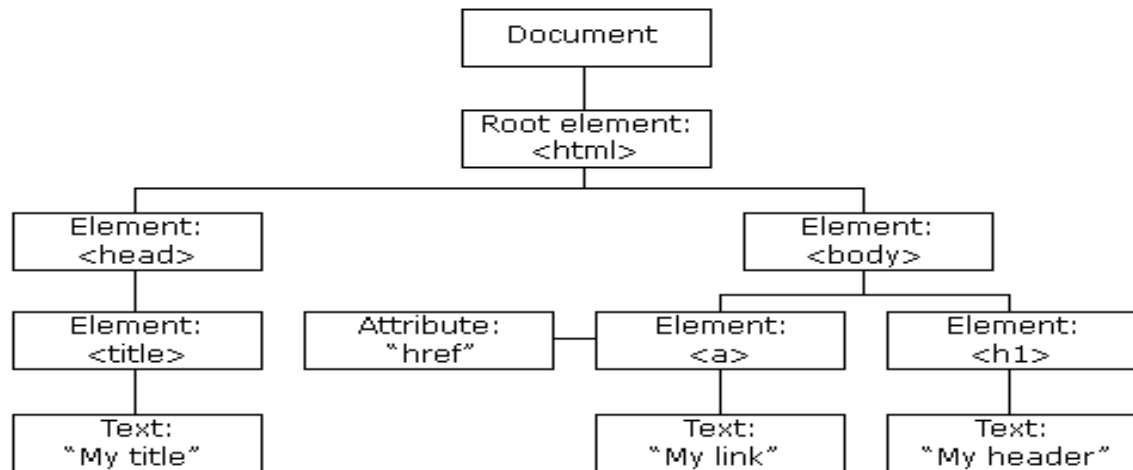 Document
Root element:
<html>
Element:
<head>
Element:
<body>
Element:
<title>
Attribute:
“href”
Element:
<a>
Element:
<h1>
Text:
“My title”
Text:
“My link”
Text:
“My header”